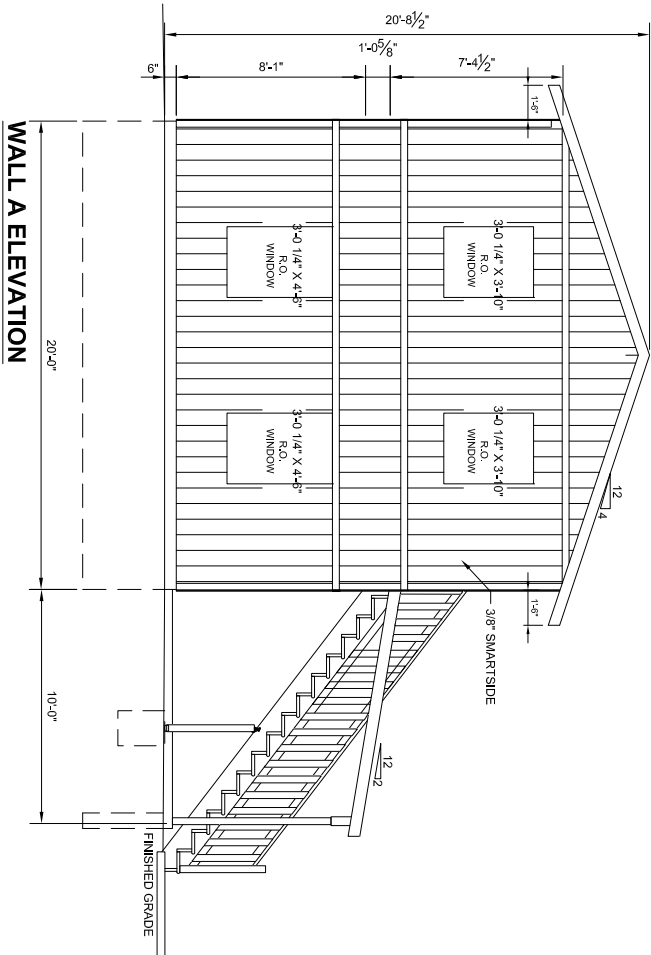 20'-8½"
1'-0⅝"
6"
8'-1"
7'-4½"
1'-6"
3'-0 1/4" X 3'-10"
R.O.
WINDOW
3'-0 1/4" X 4'-6"
R.O.
WINDOW
3'-0 1/4" X 3'-10"
R.O.
WINDOW
3'-0 1/4" X 4'-6"
R.O.
WINDOW
12
4
1'-6"
3/8" SMARTSIDE
12
2
20'-0"
10'-0"
FINISHED GRADE
WALL A ELEVATION